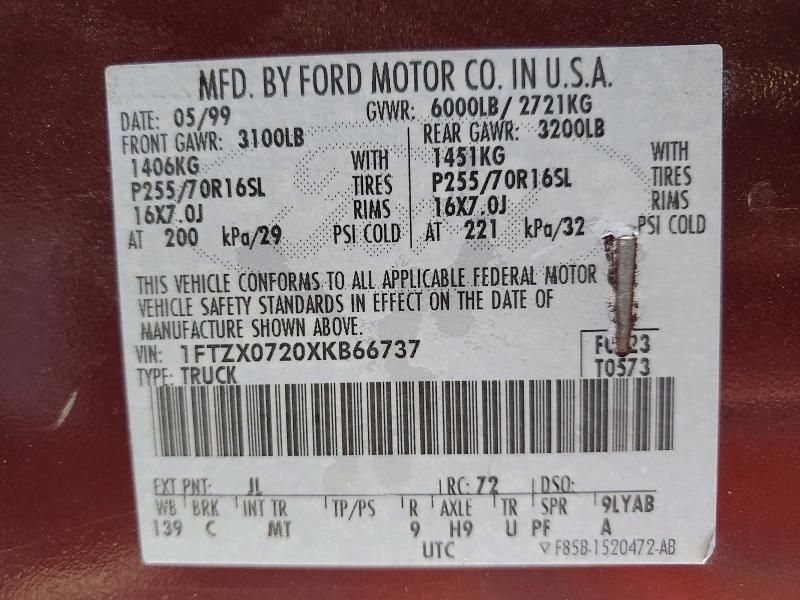 MFD. BY FORD MOTOR CO. IN U.S.A.
DATE: 05/99 GVWR: 6000LB/ 2721KG
FRONT GAWR: 3100LB REAR GAWR: 3200LB
1406KG WITH 1451KG WITH
P255/70R16SL TIRES P255/70R16SL TIRES
16X7.0J RIMS 16X7.0J RIMS
AT 200 kPa/29 PSI COLD AT 221 kPa/32 PSI COLD
THIS VEHICLE CONFORMS TO ALL APPLICABLE FEDERAL MOTOR
VEHICLE SAFETY STANDARDS IN EFFECT ON THE DATE OF
MANUFACTURE SHOWN ABOVE.
VIN: 1FTZX0720XKB66737
TYPE: TRUCK T0573
EXT PNT: JL RC: 72 DSO:
WB BRK INT TR TP/PS R AXLE TR SPR 9LYAB
139 C MT 9 H9 U PF A
UTC ▽F85B-1520472-AB